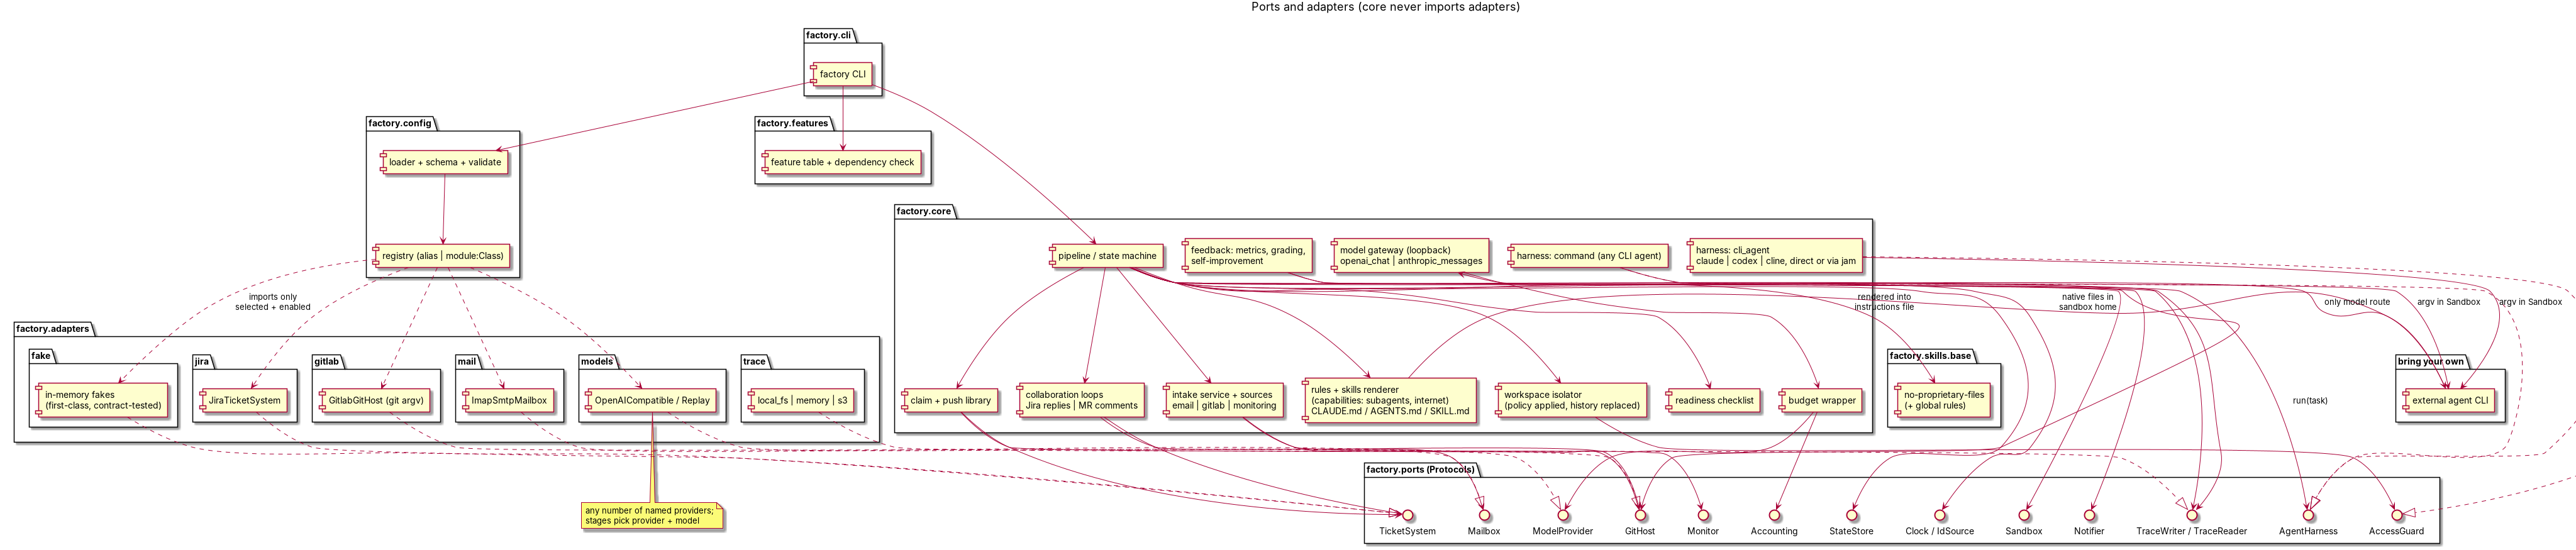 Ports and adapters (core never imports adapters)
factory.cli
factory CLI
factory.config
loader + schema + validate
registry (alias | module:Class)
factory.features
feature table + dependency check
factory.core
pipeline / state machine
feedback: metrics, grading,
self-improvement
model gateway (loopback)
openai_chat | anthropic_messages
harness: command (any CLI agent)
harness: cli_agent
claude | codex | cline, direct or via jam
imports only
selected + enabled
rendered into
instructions file
native files in
sandbox home
only model route
argv in Sandbox
argv in Sandbox
factory.adapters
fake
in-memory fakes
(first-class, contract-tested)
jira
JiraTicketSystem
gitlab
GitlabGitHost (git argv)
mail
ImapSmtpMailbox
models
OpenAICompatible / Replay
trace
local_fs | memory | s3
claim + push library
collaboration loops
Jira replies | MR comments
intake service + sources
email | gitlab | monitoring
rules + skills renderer
(capabilities: subagents, internet)
CLAUDE.md / AGENTS.md / SKILL.md
workspace isolator
(policy applied, history replaced)
readiness checklist
budget wrapper
factory.skills.base
no-proprietary-files
(+ global rules)
run(task)
bring your own
external agent CLI
any number of named providers;
stages pick provider + model
factory.ports (Protocols)
TicketSystem
Mailbox
ModelProvider
GitHost
Monitor
Accounting
StateStore
Clock / IdSource
Sandbox
Notifier
TraceWriter / TraceReader
AgentHarness
AccessGuard